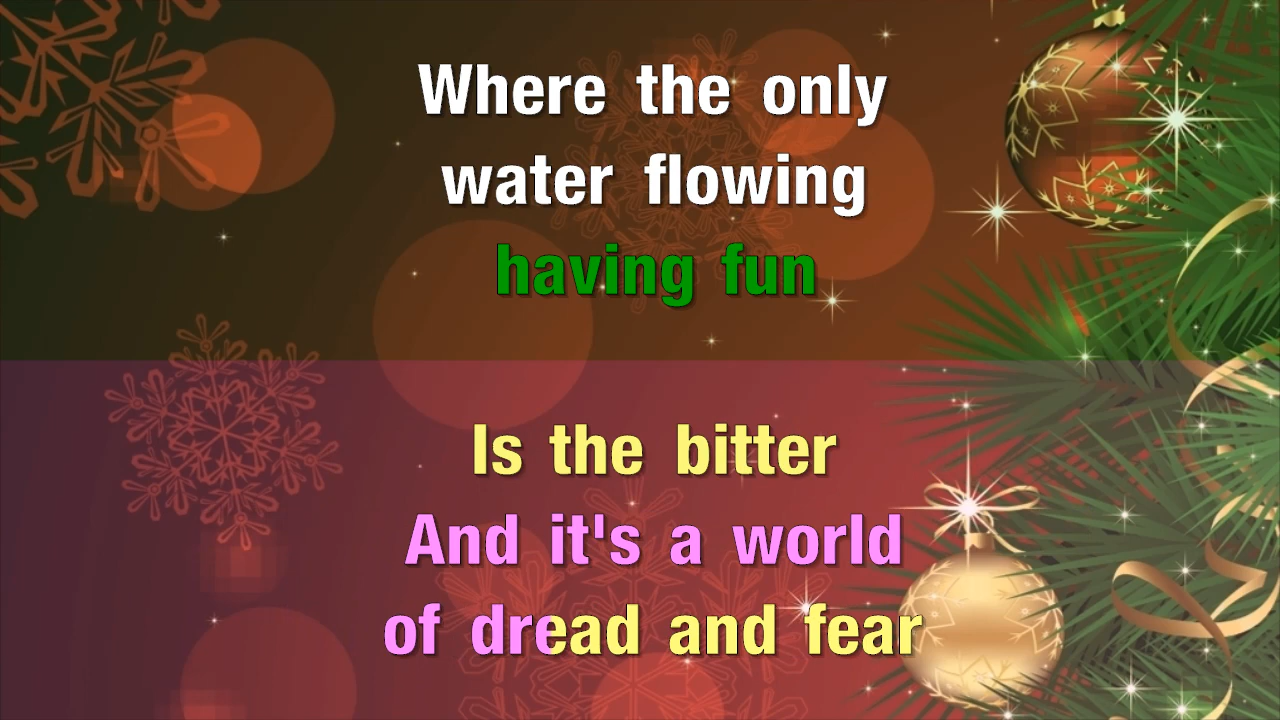 Where the only
water flowing
having fun
Is the bitter
And it's a world
of dread and fear